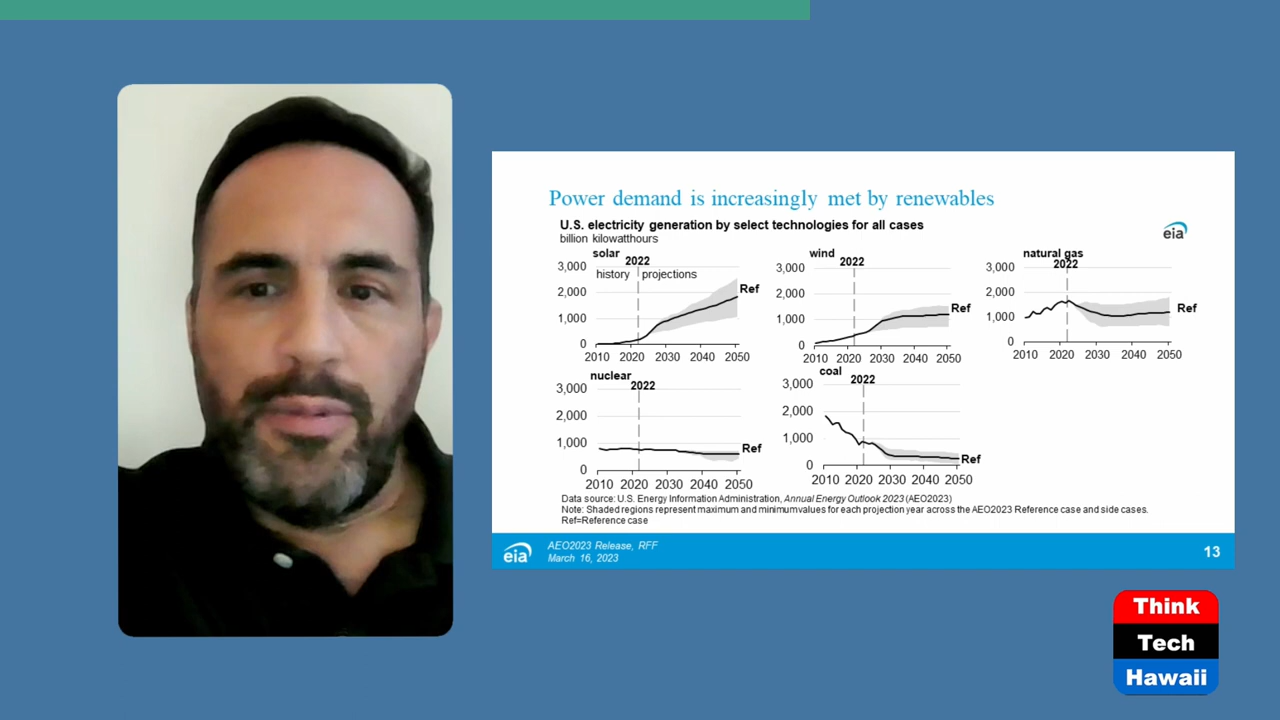 Power demand is increasingly met by renewables
U.S. electricity generation by select technologies for all cases
billion kilowatthours
eia
solar
2022
history
projections
3,000
2,000
1,000
0
2010 2020 2030 2040 2050
Ref
wind
2022
3,000
2,000
1,000
0
2010 2020 2030 2040 2050
Ref
natural gas
2022
3,000
2,000
1,000
0
2010 2020 2030 2040 2050
Ref
nuclear
2022
3,000
2,000
1,000
0
2010 2020 2030 2040 2050
Ref
coal
2022
3,000
2,000
1,000
0
2010 2020 2030 2040 2050
Ref
Data source: U.S. Energy Information Administration, Annual Energy Outlook 2023 (AEO2023)
Note: Shaded regions represent maximum and minimumvalues for each projection year across the AEO2023 Reference case and side cases.
Ref=Reference case
eia
AEO2023 Release, RFF
March 16, 2023
13
Think
Tech
Hawaii